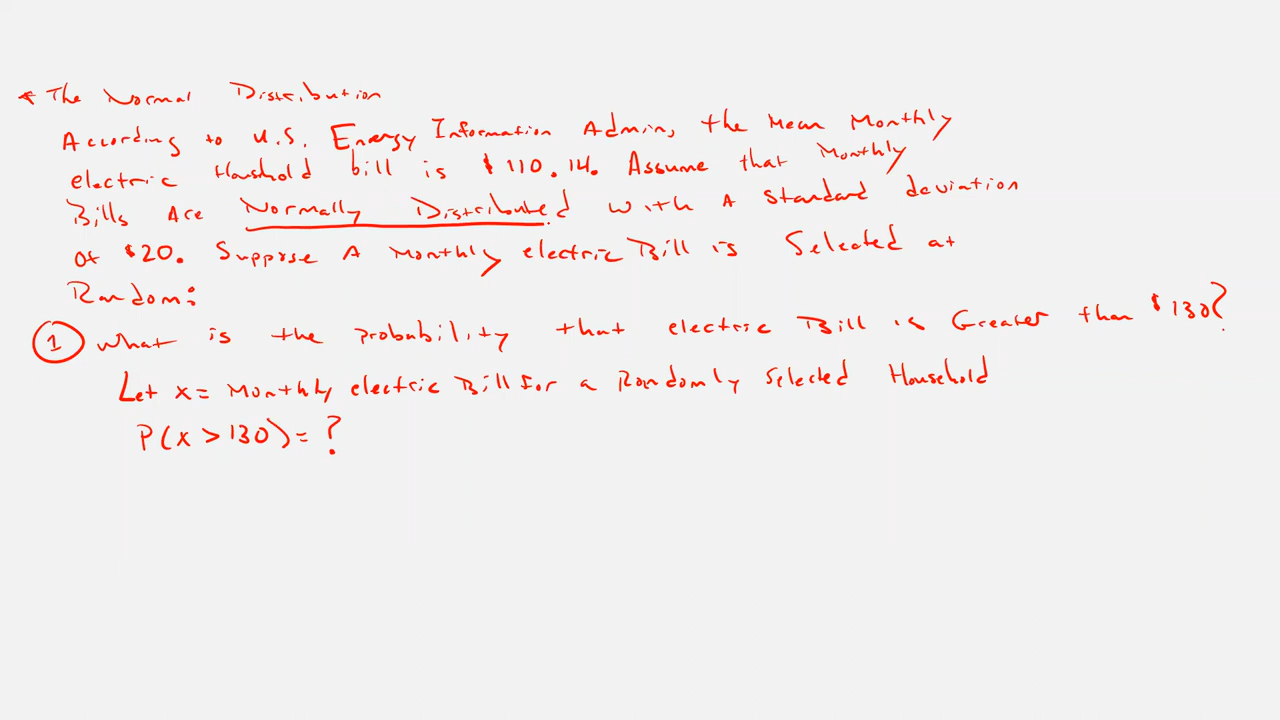 * The Normal Distribution
According to U.S. Energy Information Admin, the Mean Monthly
electric Houshold bill is $110.14. Assume that Monthly
Bills Are Normally Distributed with A Standard deviation
of $20. Suppose A Monthly electric Bill is Selected at
Random:
1 What is the probability that electric Bill is Greater than $130?
Let x = Monthly electric Bill for a Randomly Selected Household
P(x > 130) = ?